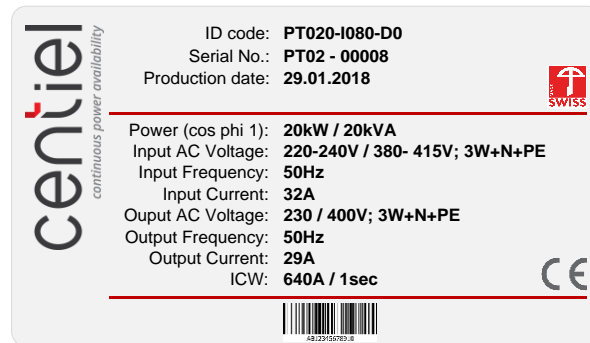 centiel
continuous power availability
ID code: PT020-I080-D0
Serial No.: PT02 - 00008
Production date: 29.01.2018
SWISS
Power (cos phi 1): 20kW / 20kVA
Input AC Voltage: 220-240V / 380- 415V; 3W+N+PE
Input Frequency: 50Hz
Input Current: 32A
Ouput AC Voltage: 230 / 400V; 3W+N+PE
Output Frequency: 50Hz
Output Current: 29A
ICW: 640A / 1sec
CE